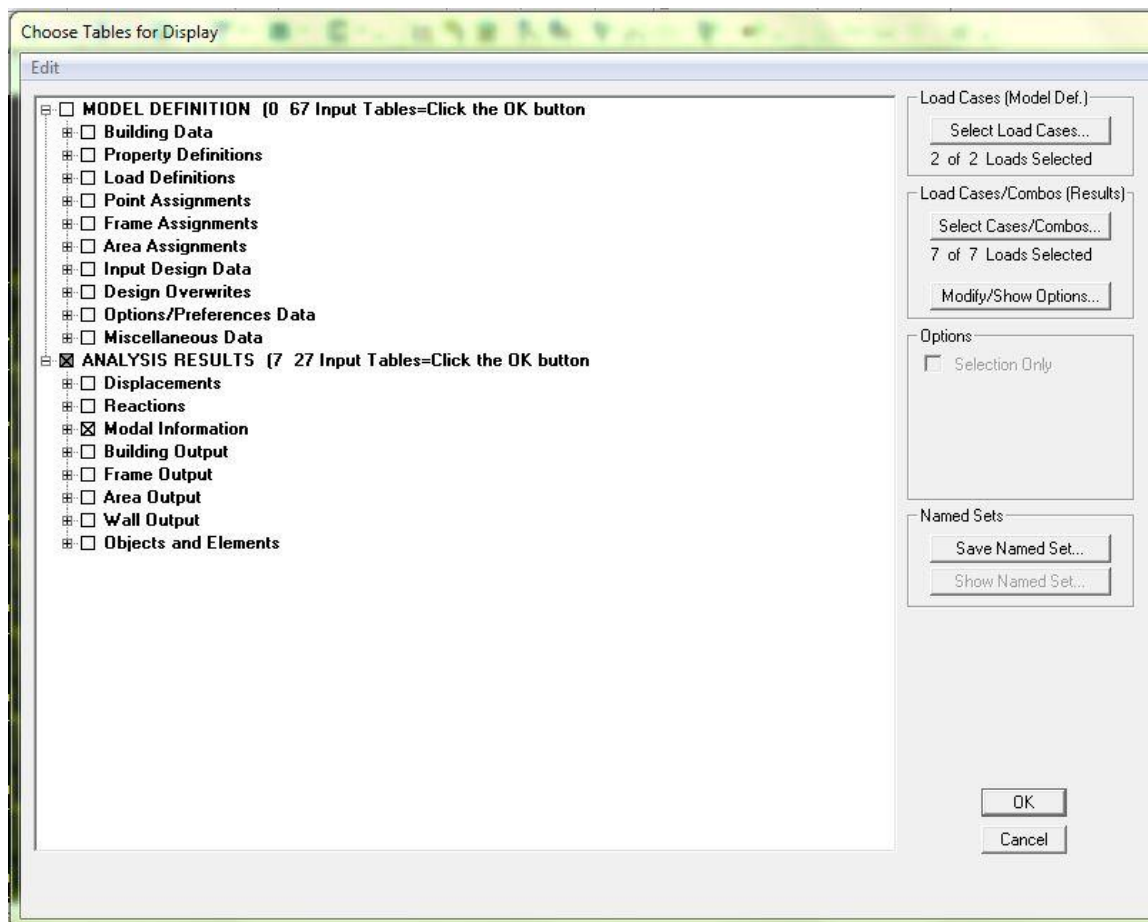 Choose Tables for Display
Edit
MODEL DEFINITION (0 67 Input Tables=Click the OK button
Building Data
Property Definitions
Load Definitions
Point Assignments
Frame Assignments
Area Assignments
Input Design Data
Design Overwrites
Options/Preferences Data
Miscellaneous Data
ANALYSIS RESULTS (7 27 Input Tables=Click the OK button
Displacements
Reactions
Modal Information
Building Output
Frame Output
Area Output
Wall Output
Objects and Elements
Load Cases (Model Def.)
Select Load Cases...
2 of 2 Loads Selected
Load Cases/Combos (Results)
Select Cases/Combos...
7 of 7 Loads Selected
Modify/Show Options...
Options
Selection Only
Named Sets
Save Named Set...
Show Named Set...
OK
Cancel